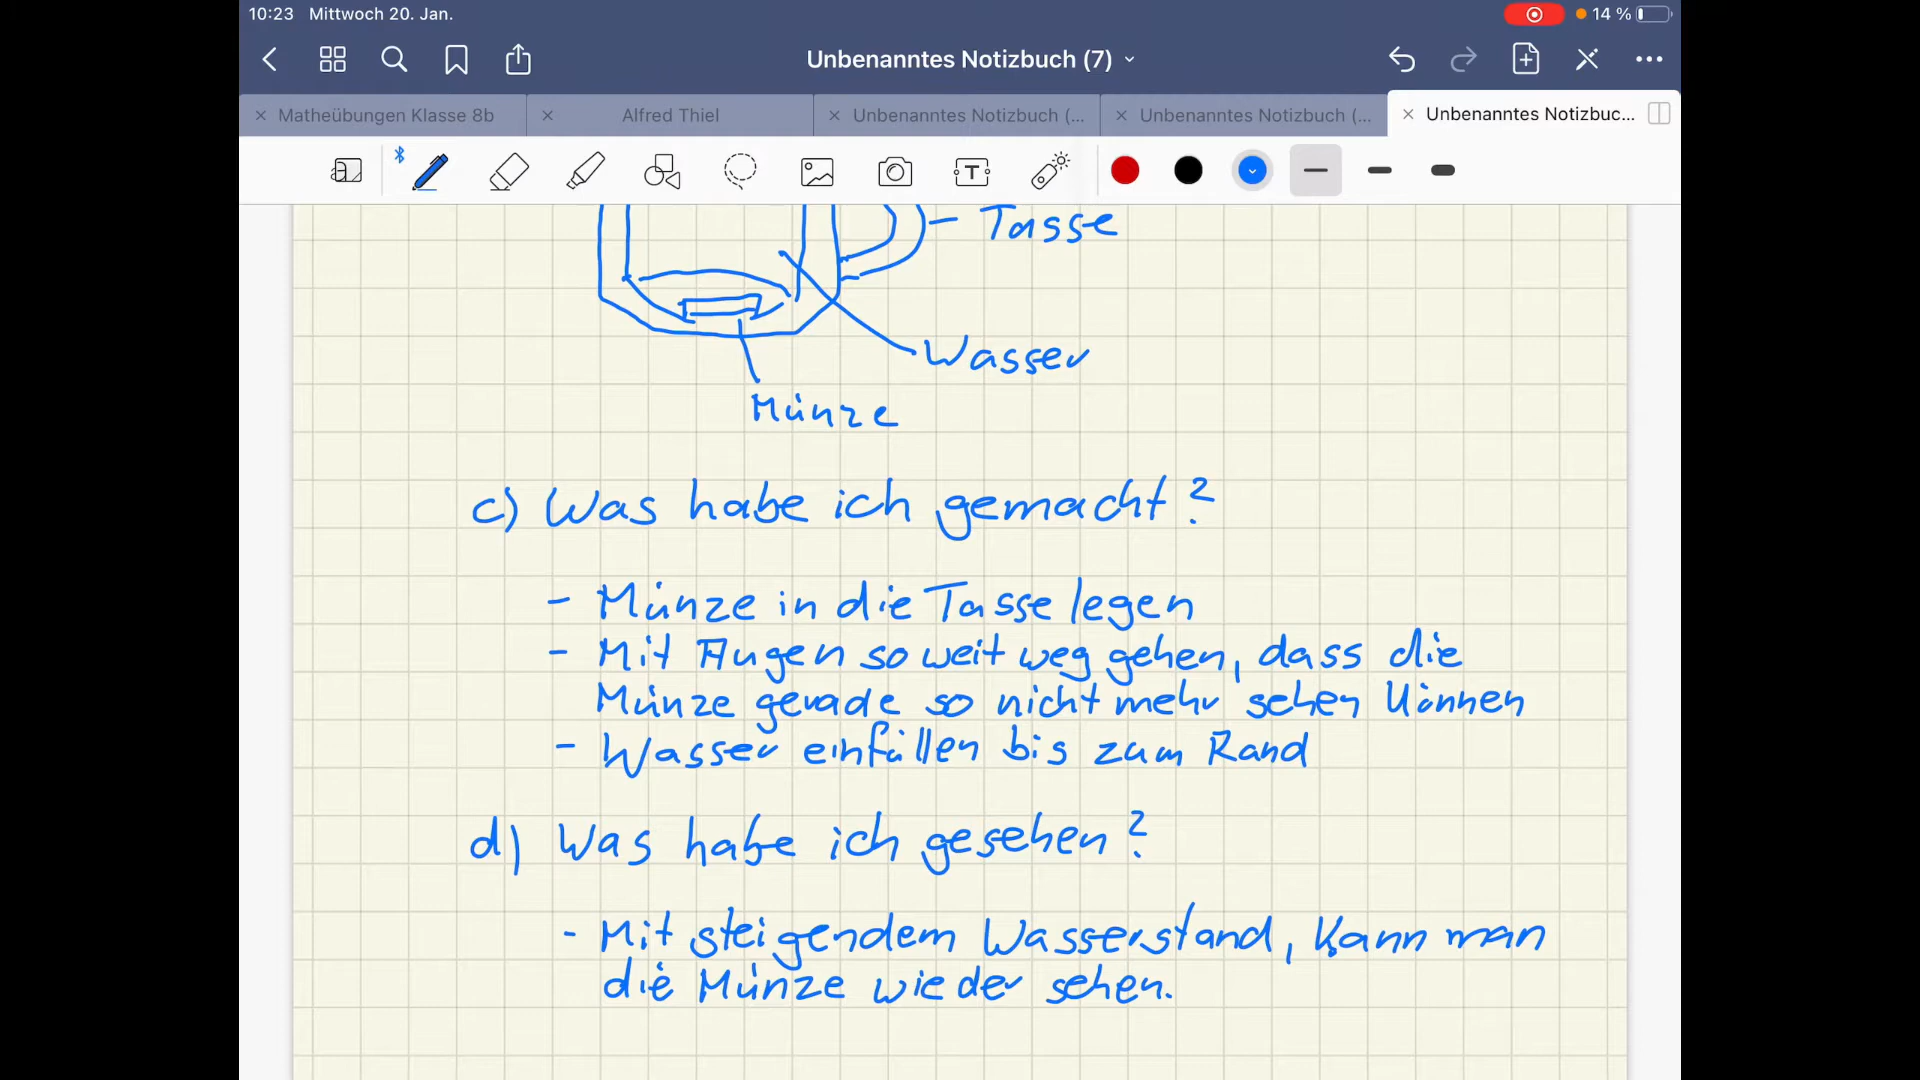 10:23 Mittwoch 20. Jan.
14 %
Unbenanntes Notizbuch (7)
Matheübungen Klasse 8b
Alfred Thiel
Unbenanntes Notizbuch (...
Unbenanntes Notizbuch (...
Unbenanntes Notizbuc...
Tasse
Wasser
Münze
c) Was habe ich gemacht?
- Münze in die Tasse legen
- Mit Augen so weit weg gehen, dass die
Münze gerade so nicht mehr sehen können
- Wasser einfüllen bis zum Rand
d) Was habe ich gesehen?
- Mit steigendem Wasserstand, kann man
die Münze wieder sehen.